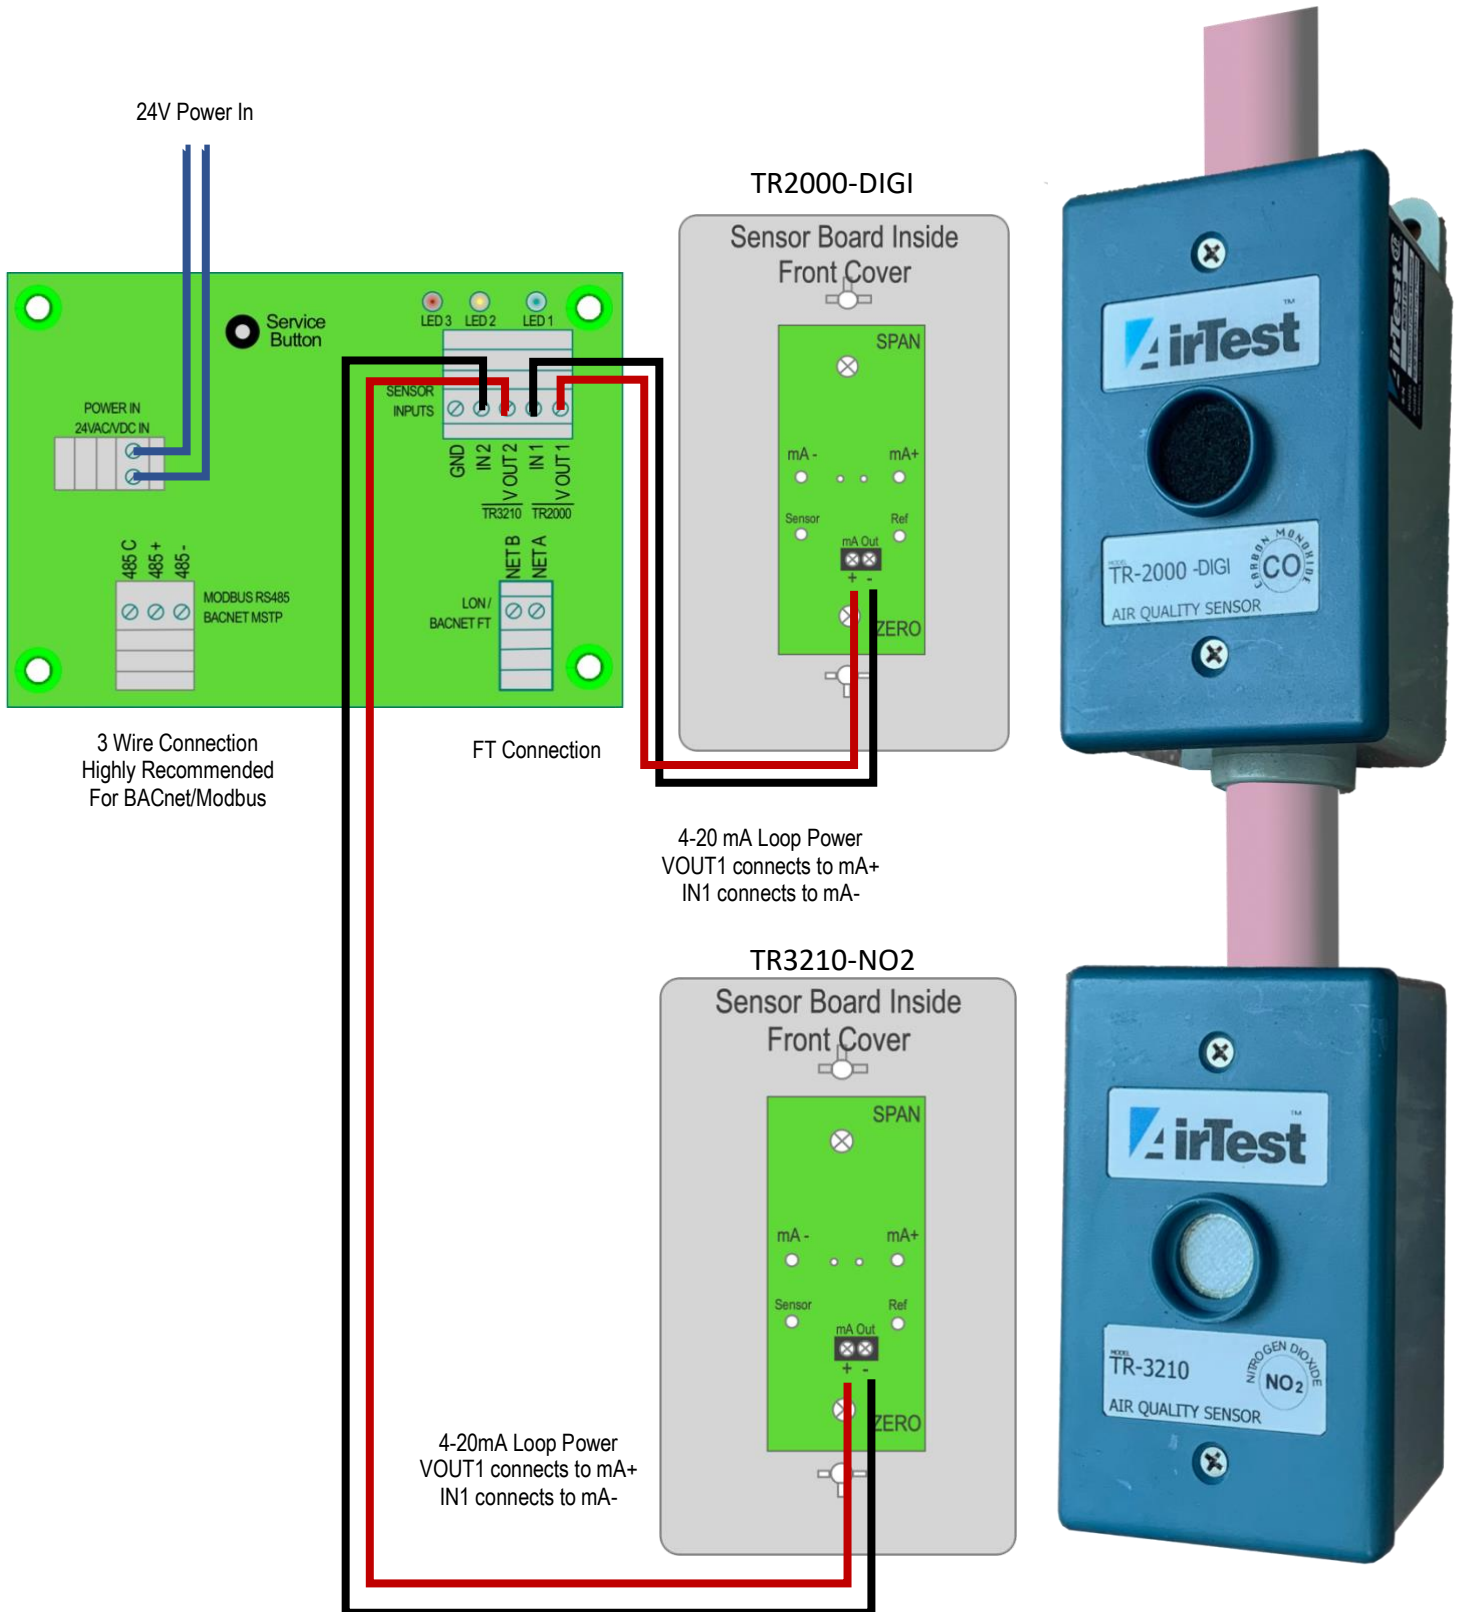 24V Power In
TR2000-DIGI
Sensor Board Inside
Front Cover
SPAN
mA -
mA+
Sensor
Ref
mA Out
+ -
ZERO
LED 3
LED 2
LED 1
Service
Button
SENSOR
INPUTS
POWER IN
24VAC/VDC IN
GND
IN 2
VOUT 2
IN 1
VOUT 1
TR3210
TR2000
485 C
485 +
485 -
MODBUS RS485
BACNET MSTP
NET B
NET A
LON /
BACNET FT
3 Wire Connection
Highly Recommended
For BACnet/Modbus
FT Connection
4-20 mA Loop Power
VOUT1 connects to mA+
IN1 connects to mA-
TR3210-NO2
Sensor Board Inside
Front Cover
SPAN
mA -
mA+
Sensor
Ref
mA Out
+ -
ZERO
4-20mA Loop Power
VOUT1 connects to mA+
IN1 connects to mA-
AirTest™
AirTest
MODEL
TR-2000 -DIGI
CARBON MONOXIDE
CO
AIR QUALITY SENSOR
AirTest™
MODEL
TR-3210
NITROGEN DIOXIDE
NO2
AIR QUALITY SENSOR